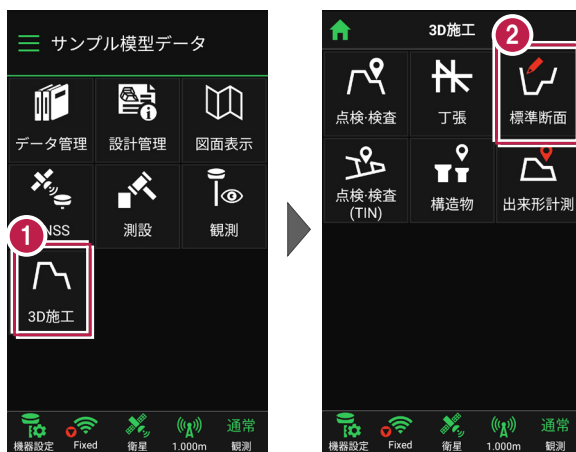 サンプル模型データ
データ管理
設計管理
図面表示
NSS
測設
観測
1
3D施工
機器設定
Fixed
衛星
1.000m
通常
観測
3D施工
2
点検·検査
丁張
標準断面
点検·検査
(TIN)
構造物
出来形計測
機器設定
Fixed
衛星
1.000m
通常
観測